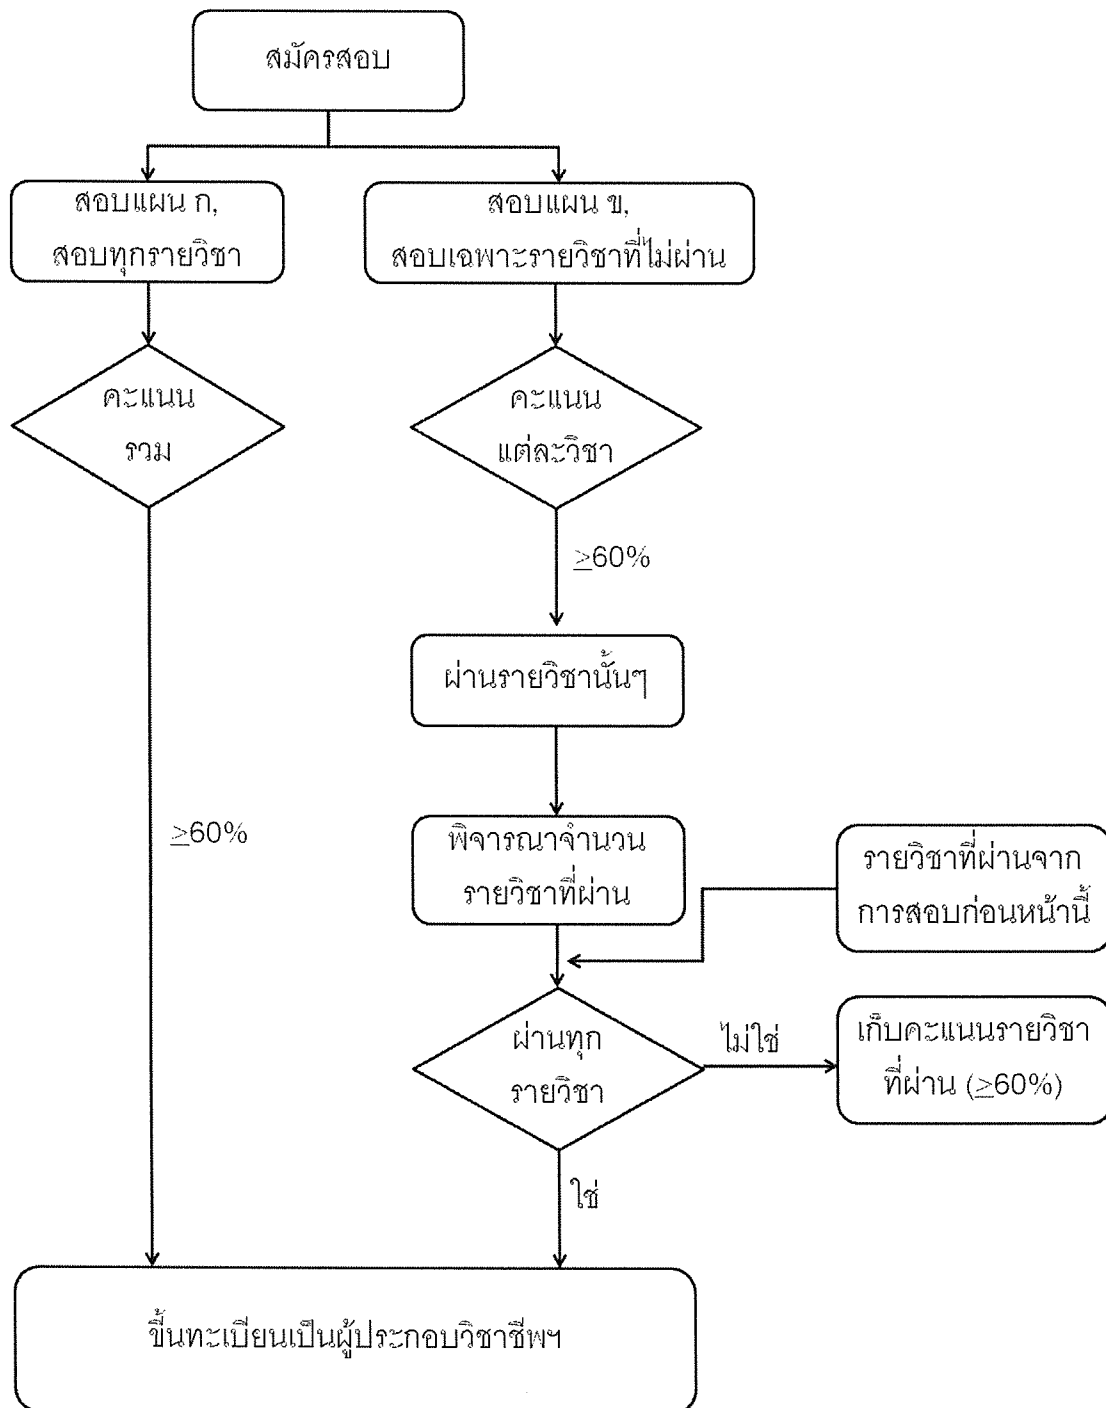 สมัครสอบ
สอบแผน ก,
สอบทุกรายวิชา
สอบแผน ข,
สอบเฉพาะรายวิชาที่ไม่ผ่าน
คะแนน
รวม
คะแนน
แต่ละวิชา
≥60%
ผ่านรายวิชานั้นๆ
≥60%
พิจารณาจำนวน
รายวิชาที่ผ่าน
รายวิชาที่ผ่านจาก
การสอบก่อนหน้านี้
ผ่านทุก
รายวิชา
ไม่ใช่
เก็บคะแนนรายวิชา
ที่ผ่าน (≥60%)
ใช่
ขึ้นทะเบียนเป็นผู้ประกอบวิชาชีพฯ